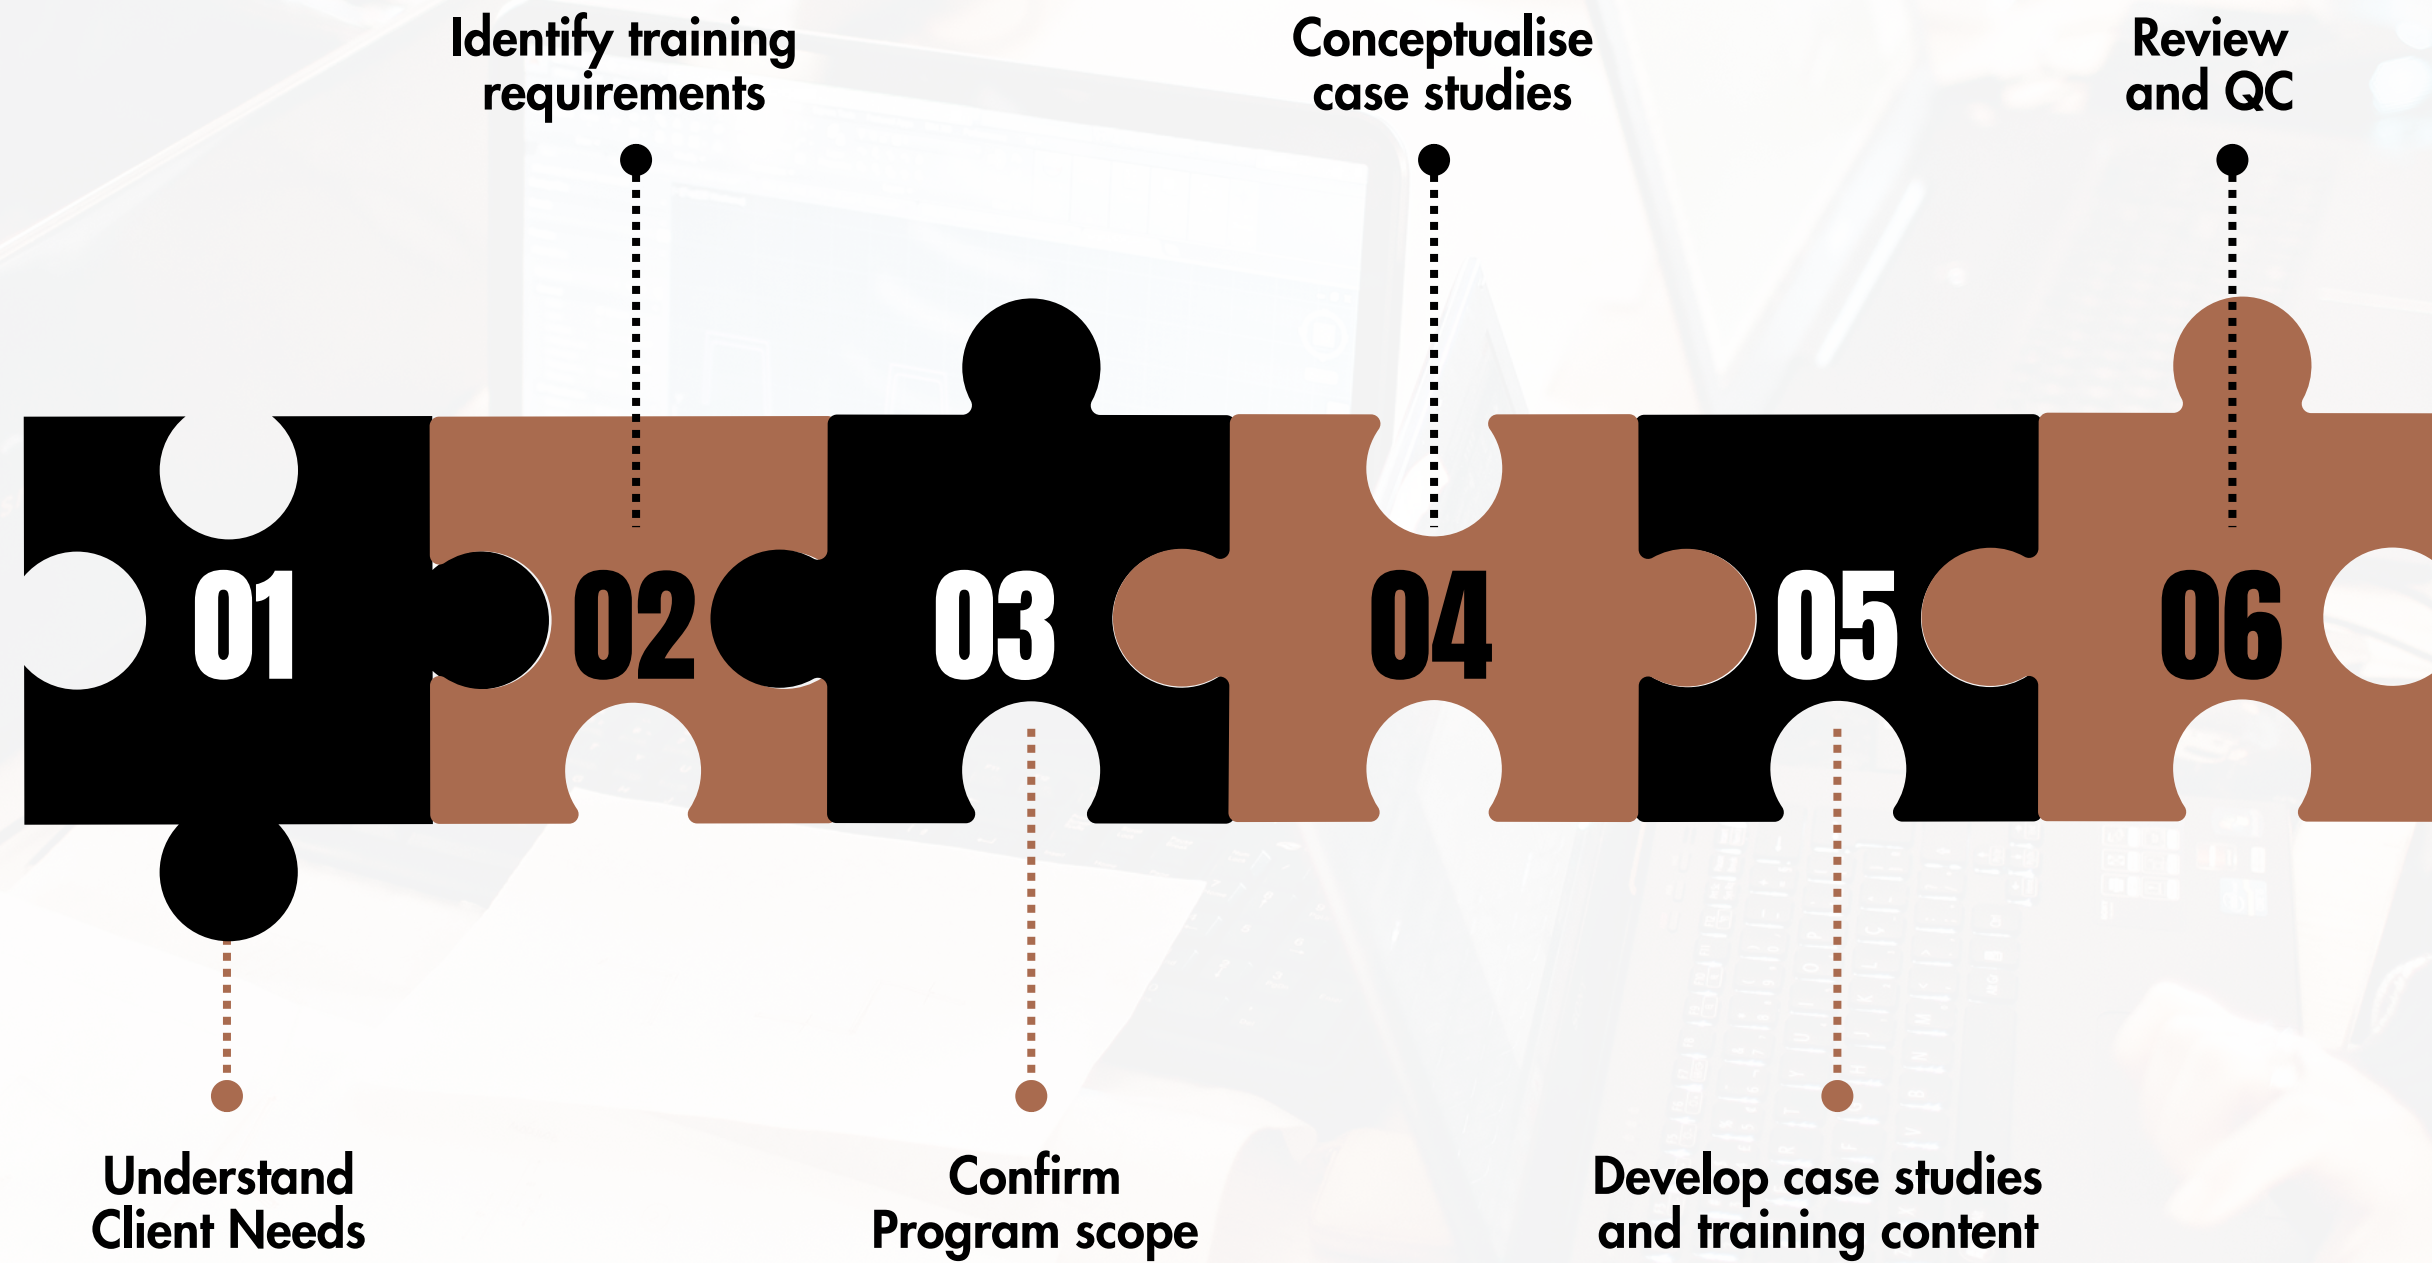 Identify training
requirements
Conceptualise
case studies
Review
and QC
01
02
03
04
05
06
Understand
Client Needs
Confirm
Program scope
Develop case studies
and training content